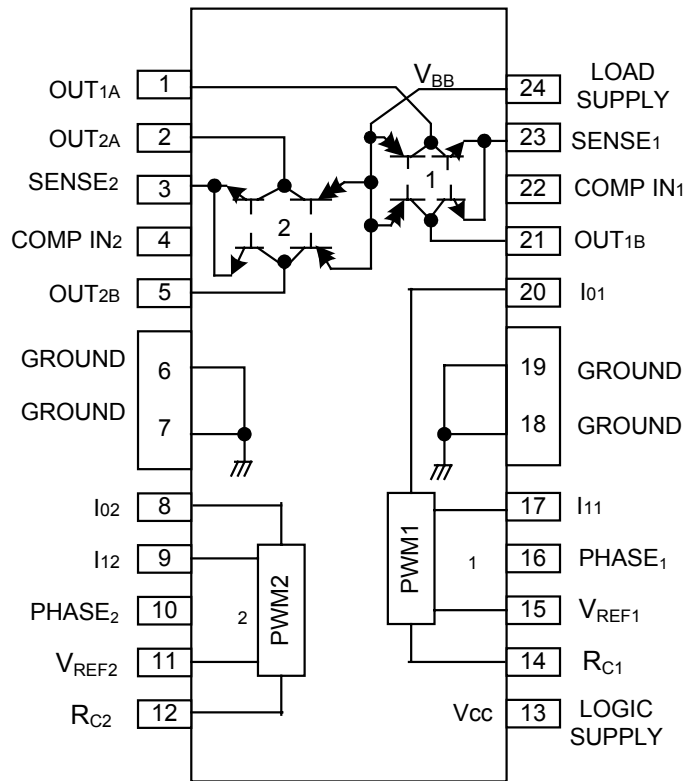 OUT1A 1
OUT2A 2
SENSE2 3
COMP IN2 4
OUT2B 5
GROUND 6
GROUND 7
I02 8
I12 9
PHASE2 10
VREF2 11
RC2 12
VBB
1
2
PWM2
2
PWM1
1
Vcc
24 LOAD
SUPPLY
23 SENSE1
22 COMP IN1
21 OUT1B
20 I01
19 GROUND
18 GROUND
17 I11
16 PHASE1
15 VREF1
14 RC1
13 LOGIC
SUPPLY